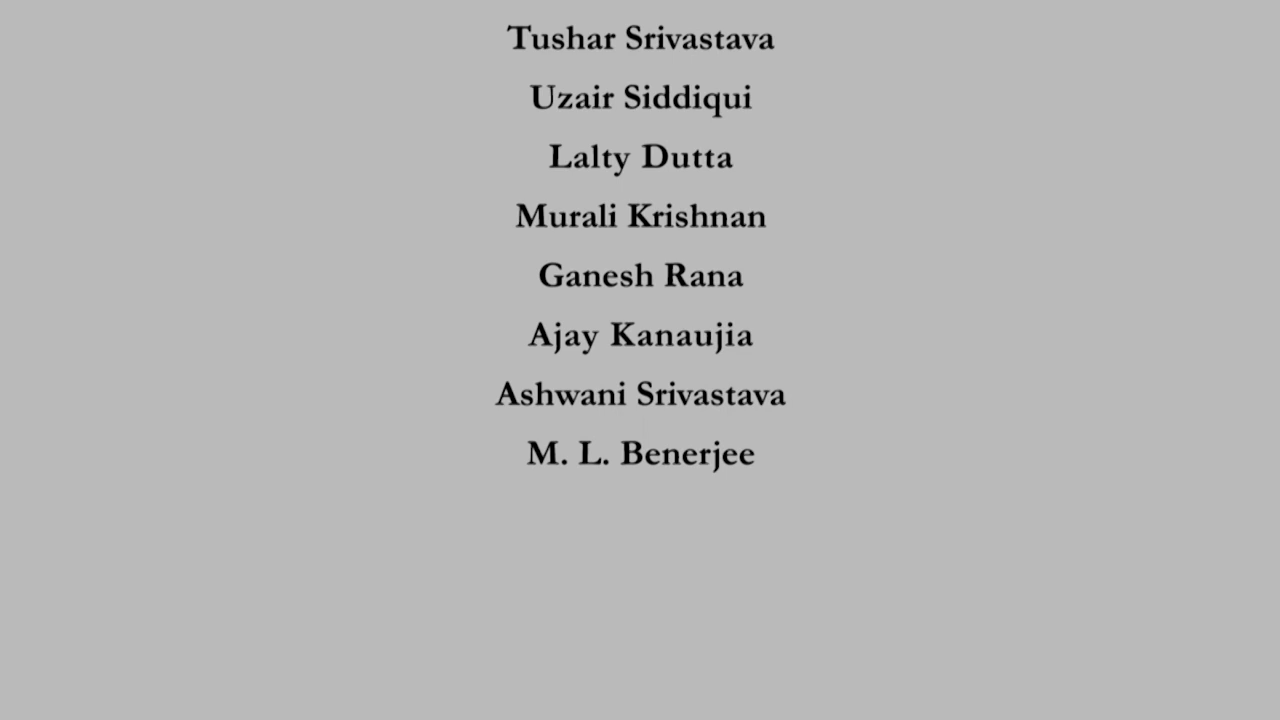 Tushar Srivastava
Uzair Siddiqui
Lalty Dutta
Murali Krishnan
Ganesh Rana
Ajay Kanaujia
Ashwani Srivastava
M. L. Benerjee